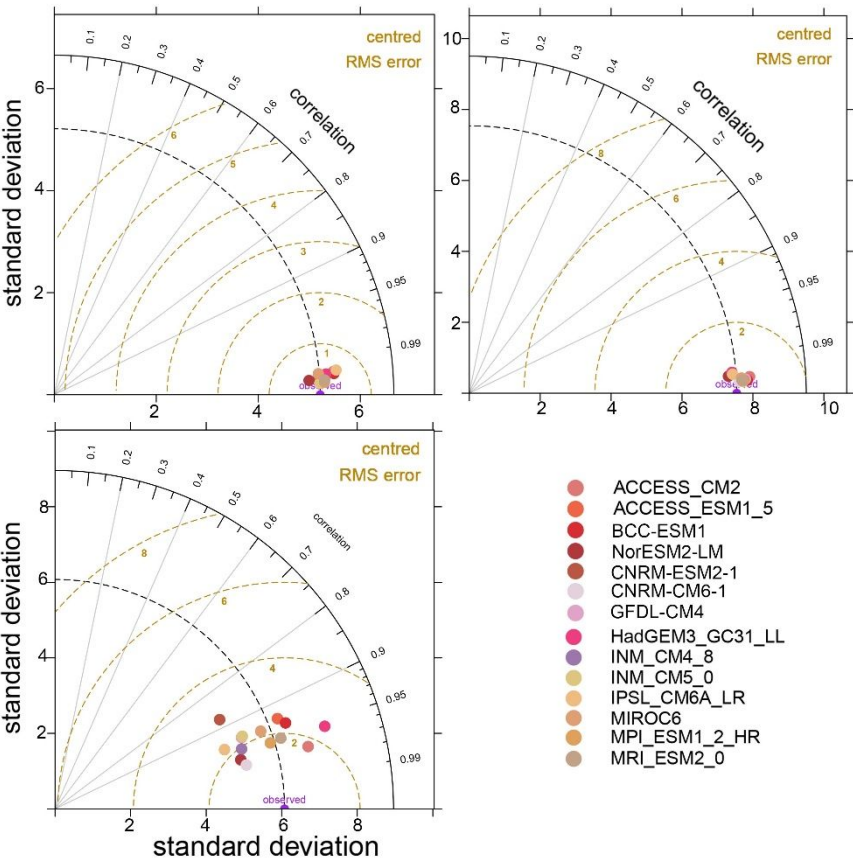 centred
RMS error
correlation
0.1
0.2
0.3
0.4
0.5
0.6
0.7
0.8
0.9
0.95
0.99
6
5
4
3
2
1
observed
standard deviation
6
4
2
2
4
6
centred
RMS error
correlation
0.1
0.2
0.3
0.4
0.5
0.6
0.7
0.8
0.9
0.95
0.99
8
6
4
2
observed
10
8
6
4
2
2
4
6
8
10
centred
RMS error
correlation
0.1
0.2
0.3
0.4
0.5
0.6
0.7
0.8
0.9
0.95
0.99
8
6
4
2
observed
standard deviation
8
6
4
2
2
4
6
8
standard deviation
ACCESS_CM2
ACCESS_ESM1_5
BCC-ESM1
NorESM2-LM
CNRM-ESM2-1
CNRM-CM6-1
GFDL-CM4
HadGEM3_GC31_LL
INM_CM4_8
INM_CM5_0
IPSL_CM6A_LR
MIROC6
MPI_ESM1_2_HR
MRI_ESM2_0